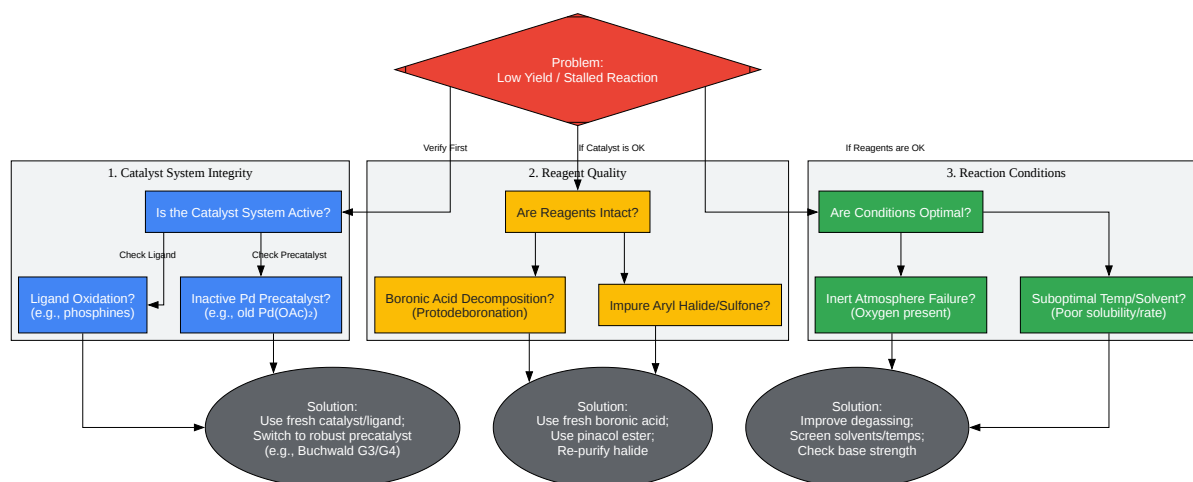 Problem:
Low Yield / Stalled Reaction
Verify First
If Catalyst is OK
If Reagents are OK
1. Catalyst System Integrity
Is the Catalyst System Active?
Check Ligand
Check Precatalyst
Ligand Oxidation?
(e.g., phosphines)
Inactive Pd Precatalyst?
(e.g., old Pd(OAc)₂)
2. Reagent Quality
Are Reagents Intact?
Boronic Acid Decomposition?
(Protodeboronation)
Impure Aryl Halide/Sulfone?
3. Reaction Conditions
Are Conditions Optimal?
Inert Atmosphere Failure?
(Oxygen present)
Suboptimal Temp/Solvent?
(Poor solubility/rate)
Solution:
Use fresh catalyst/ligand;
Switch to robust precatalyst
(e.g., Buchwald G3/G4)
Solution:
Use fresh boronic acid;
Use pinacol ester;
Re-purify halide
Solution:
Improve degassing;
Screen solvents/temps;
Check base strength